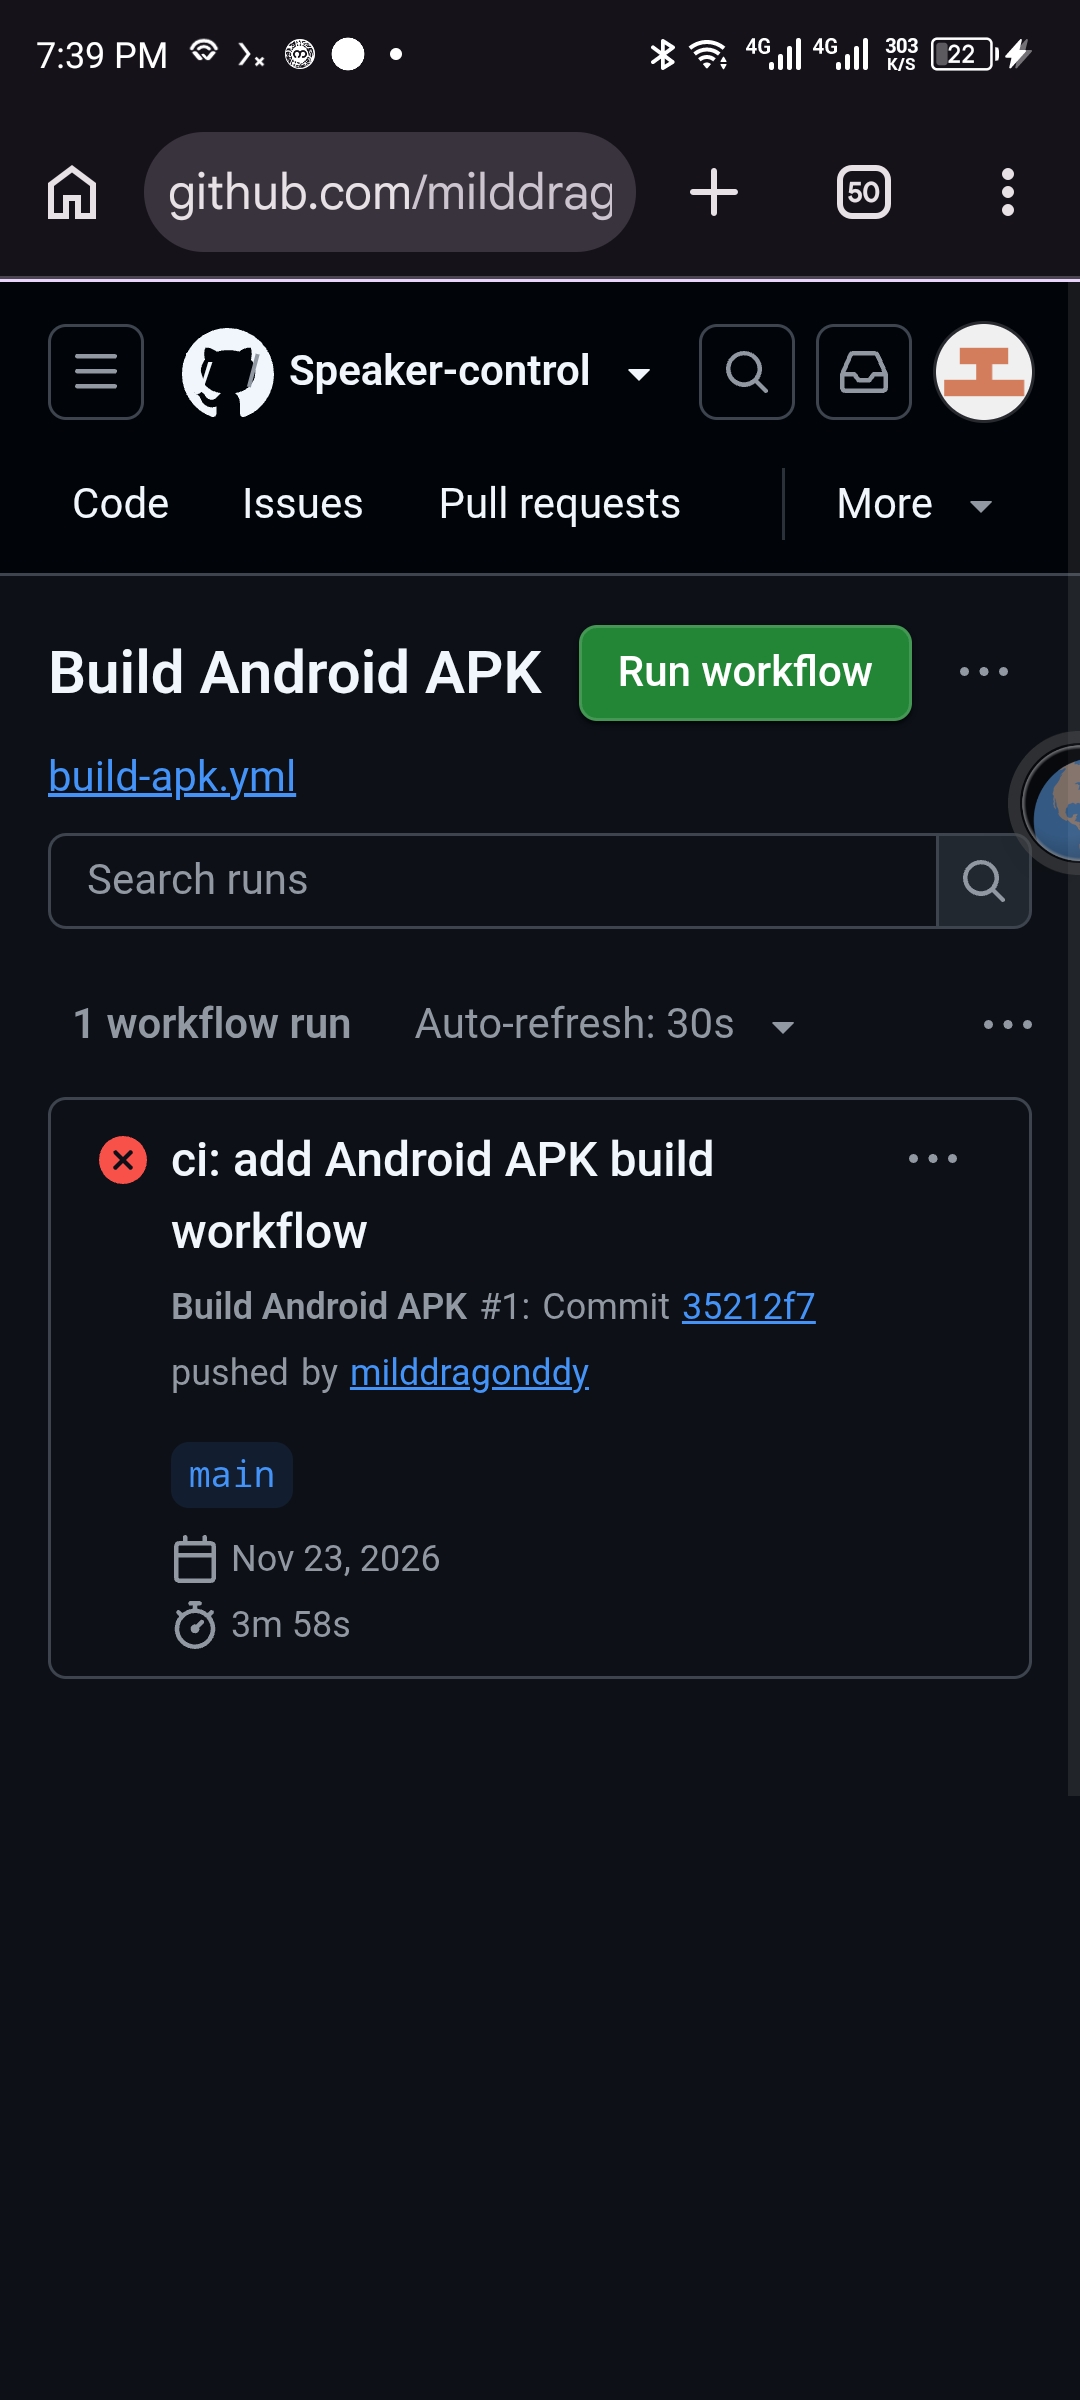 7:39 PM 4G 4G 303 K/S 22
github.com/milddrag 50
Speaker-control
Code Issues Pull requests More
Build Android APK Run workflow
build-apk.yml
Search runs
1 workflow run Auto-refresh: 30s
ci: add Android APK build
workflow
Build Android APK #1: Commit 35212f7
pushed by milddragonddy
main
Nov 23, 2026
3m 58s